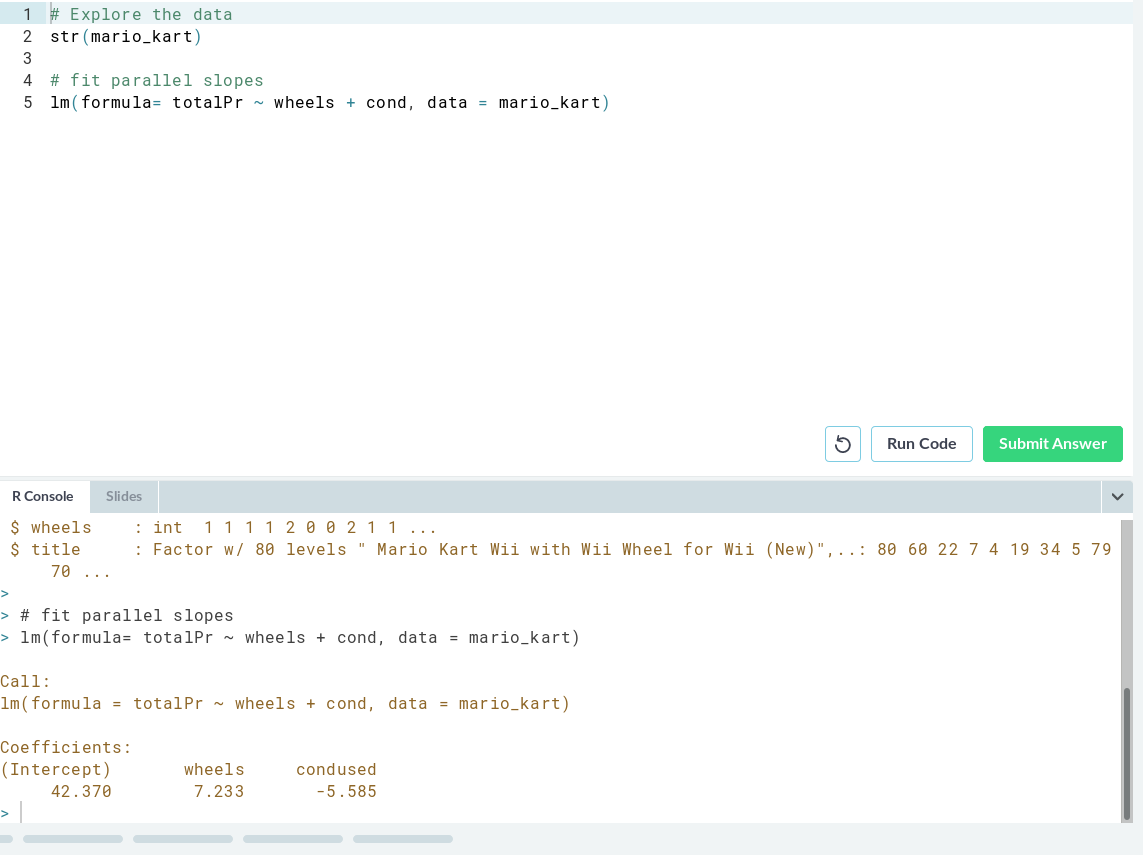 1 # Explore the data
2 str(mario_kart)
3
4 # fit parallel slopes
5 lm(formula= totalPr ~ wheels + cond, data = mario_kart)
Run Code Submit Answer
R Console Slides
$ wheels    : int  1 1 1 1 2 0 0 2 1 1 ...
$ title     : Factor w/ 80 levels " Mario Kart Wii with Wii Wheel for Wii (New)",..: 80 60 22 7 4 19 34 5 79
70 ...
>
> # fit parallel slopes
> lm(formula= totalPr ~ wheels + cond, data = mario_kart)
Call:
lm(formula = totalPr ~ wheels + cond, data = mario_kart)
Coefficients:
(Intercept)       wheels     condused
42.370        7.233       -5.585
>